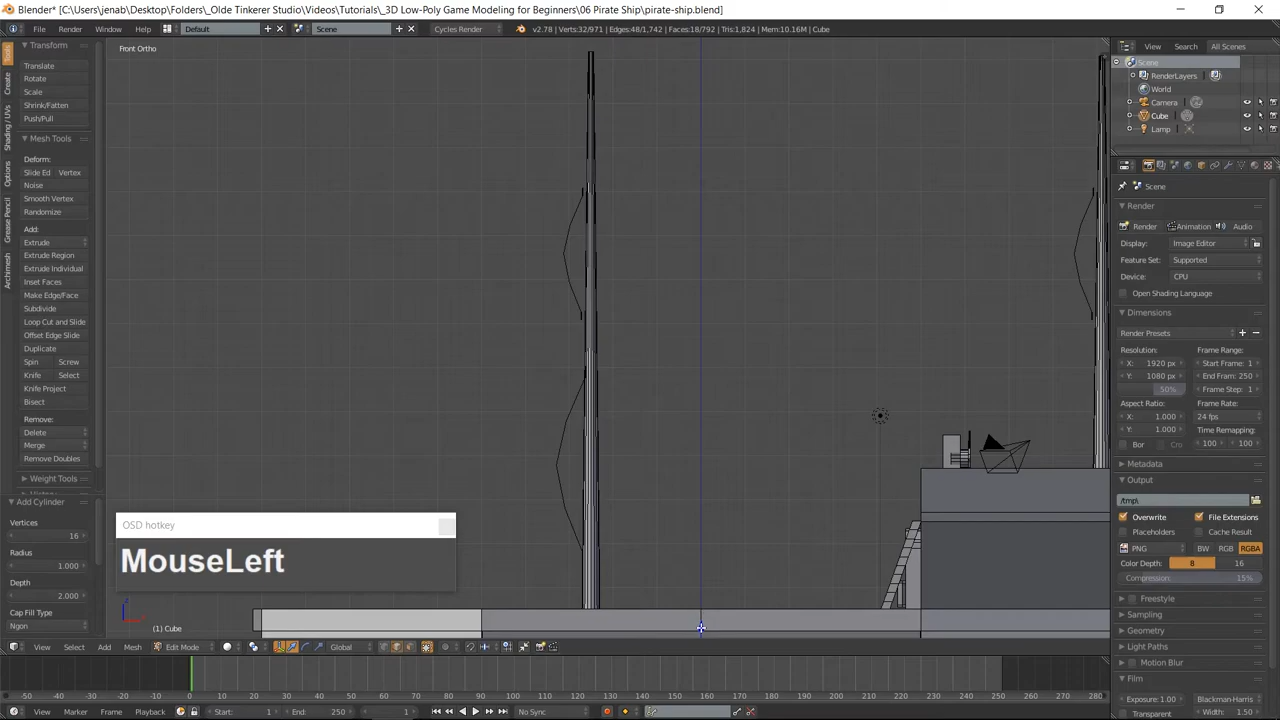 Blender* [C:\Users\jenab\Desktop\Folders\_Olde Tinkerer Studio\Videos\Tutorials\_3D Low-Poly Game Modeling for Beginners\06 Pirate Ship\pirate-ship.blend]
File Render Window Help Default Scene Cycles Render v2.78 | Verts:32/971 | Edges:48/1,742 | Faces:18/792 | Tris:1,824 | Mem:10.16M | Cube
Transform
Translate
Rotate
Scale
Shrink/Fatten
Push/Pull
Mesh Tools
Deform:
Slide Ed Vertex
Noise
Smooth Vertex
Randomize
Add:
Extrude
Extrude Region
Extrude Individual
Inset Faces
Make Edge/Face
Subdivide
Loop Cut and Slide
Offset Edge Slide
Duplicate
Spin Screw
Knife Select
Knife Project
Bisect
Remove:
Delete
Merge
Remove Doubles
Weight Tools
Add Cylinder
Vertices
16
Radius
1.000
Depth
2.000
Cap Fill Type
Ngon
Tools
Create
Shading / UVs
Options
Grease Pencil
Archimesh
Front Ortho
OSD hotkey
MouseLeft
(1) Cube
View Select Add Mesh Edit Mode Global
-50 -40 -30 -20 -10 0 10 20 30 40 50 60 70 80 90 100 110 120 130 140 150 160 170 180 190 200 210 220 230 240 250 260 270 280
View Marker Frame Playback Start: 1 End: 250 1 No Sync
View Search All Scenes
Scene
RenderLayers
World
Camera
Cube
Lamp
Scene
Render
Render Animation Audio
Display: Image Editor
Feature Set: Supported
Device: CPU
Open Shading Language
Dimensions
Render Presets
Resolution: Frame Range:
X: 1920 px Start Frame: 1
Y: 1080 px End Fram: 250
50% Frame Step: 1
Aspect Ratio: Frame Rate:
X: 1.000 24 fps
Y: 1.000 Time Remapping:
Bor Cro 100 100
Metadata
Output
/tmp\
Overwrite File Extensions
Placeholders Cache Result
PNG BW RGB RGBA
Color Depth: 8 16
Compression: 15%
Freestyle
Sampling
Geometry
Light Paths
Motion Blur
Film
Exposure: 1.00 Blackman-Harris
Transparent Width: 1.50